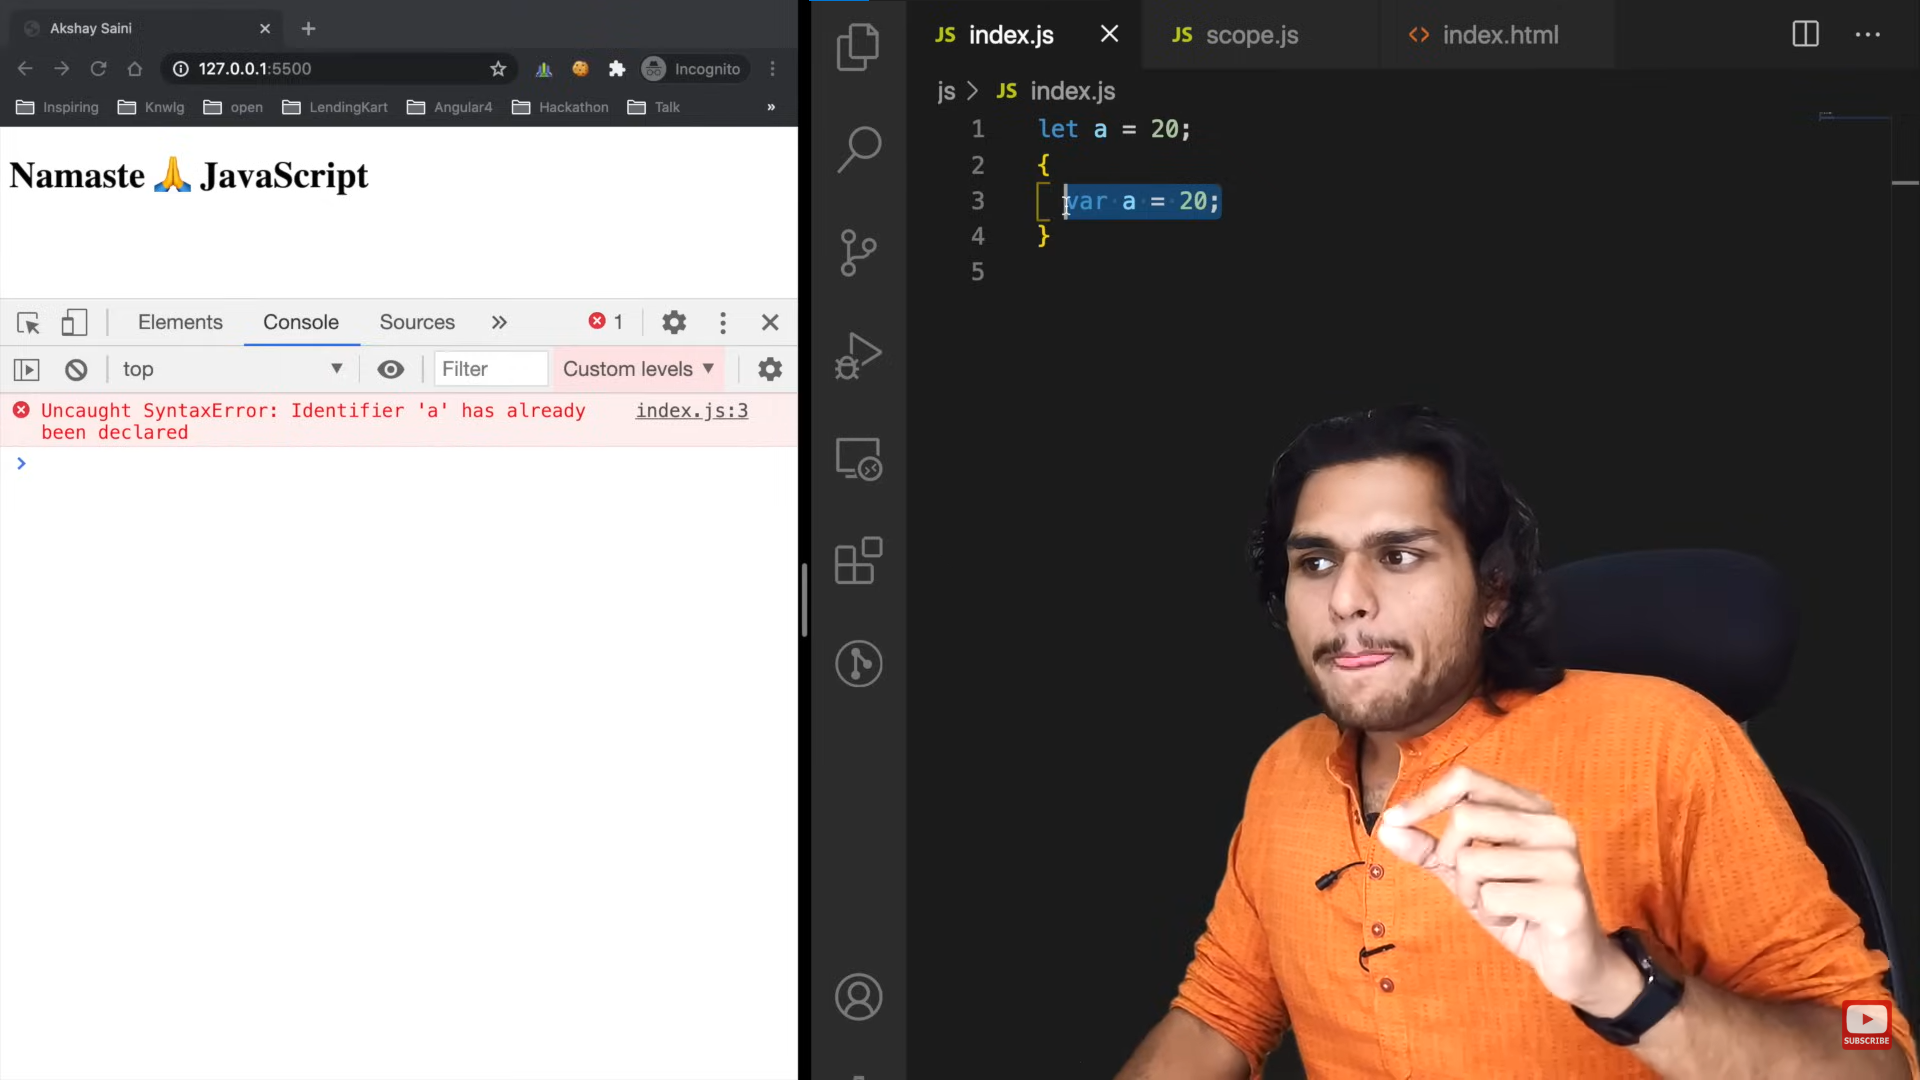 Akshay Saini
127.0.0.1:5500
Incognito
Inspiring
Knwlg
open
LendingKart
Angular4
Hackathon
Talk
»
Namaste 🙏 JavaScript
Elements
Console
Sources
»
1
top
Filter
Custom levels
Uncaught SyntaxError: Identifier 'a' has already
been declared
index.js:3
>
JS index.js
JS scope.js
<> index.html
js > JS index.js
1 let a = 20;
2 {
3 var a = 20;
4 }
5
SUBSCRIBE